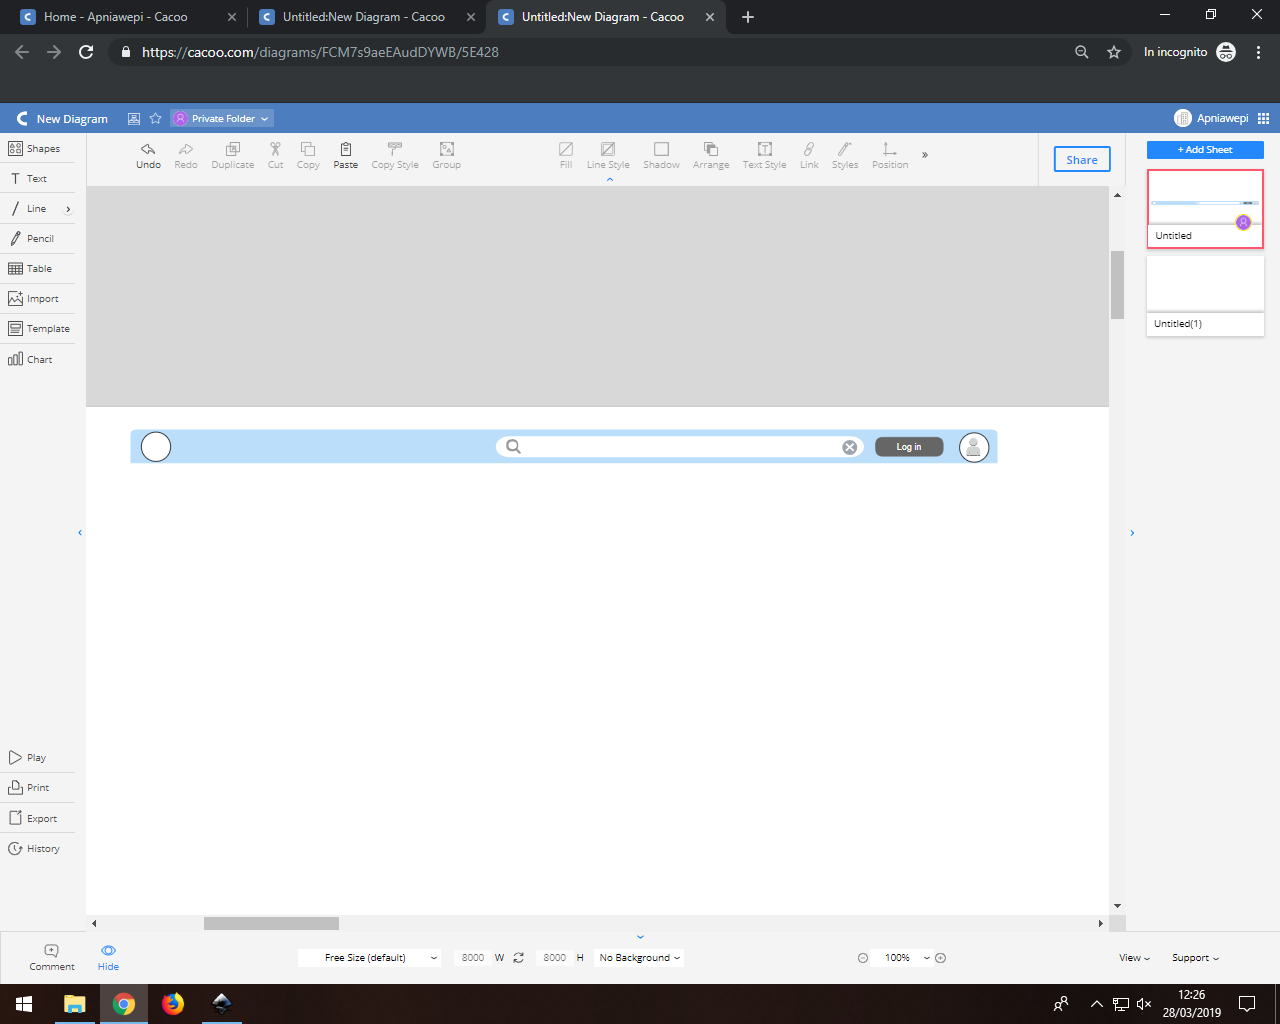 Home - Apniawepi - Cacoo
Untitled:New Diagram - Cacoo
Untitled:New Diagram - Cacoo
https://cacoo.com/diagrams/FCM7s9aeEAudDYWB/5E428
In incognito
New Diagram
Private Folder
Apniawepi
Shapes
Text
Line
Pencil
Table
Import
Template
Chart
Undo
Redo
Duplicate
Cut
Copy
Paste
Copy Style
Group
Fill
Line Style
Shadow
Arrange
Text Style
Link
Styles
Position
Share
+ Add Sheet
Untitled
Untitled(1)
Log in
Play
Print
Export
History
Comment
Hide
Free Size (default)
8000 W
8000 H
No Background
100%
View
Support
12:26
28/03/2019